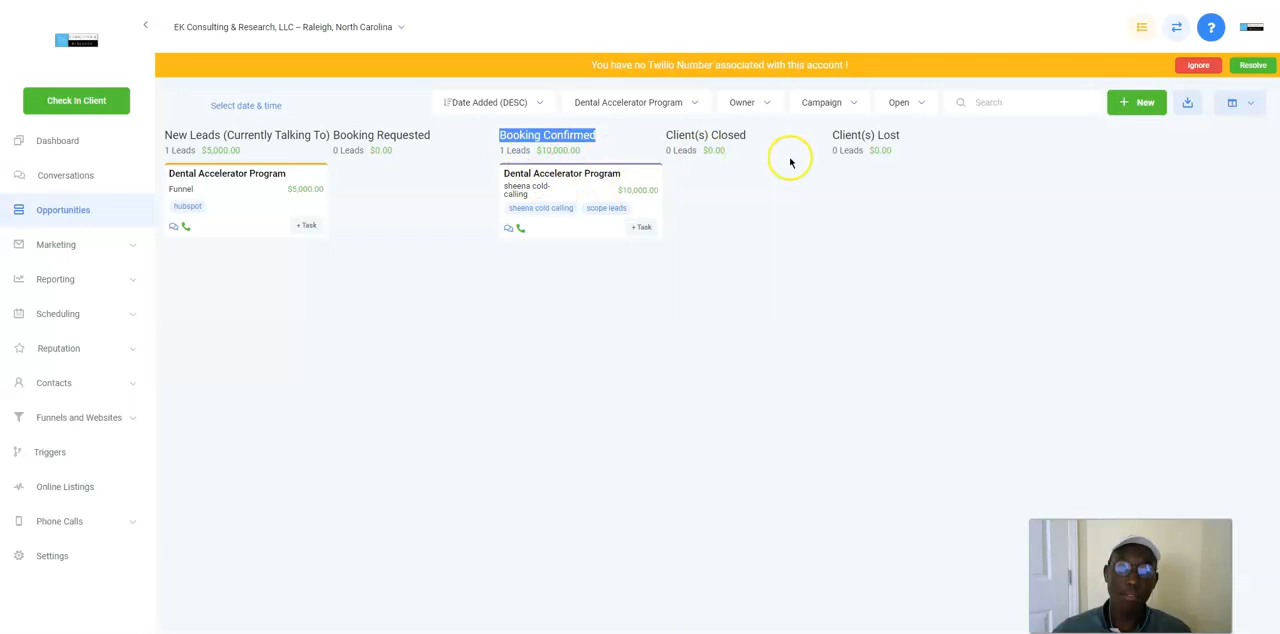 EK Consulting & Research, LLC – Raleigh, North Carolina
?
You have no Twilio Number associated with this account !
Ignore
Resolve
Check In Client
Select date & time
Date Added (DESC)
Dental Accelerator Program
Owner
Campaign
Open
Search
+ New
Dashboard
Conversations
Opportunities
Marketing
Reporting
Scheduling
Reputation
Contacts
Funnels and Websites
Triggers
Online Listings
Phone Calls
Settings
New Leads (Currently Talking To)
1 Leads $5,000.00
Dental Accelerator Program
Funnel $5,000.00
hubspot
+ Task
Booking Requested
0 Leads $0.00
Booking Confirmed
1 Leads $10,000.00
Dental Accelerator Program
sheena cold-
calling $10,000.00
sheena cold calling scope leads
+ Task
Client(s) Closed
0 Leads $0.00
Client(s) Lost
0 Leads $0.00